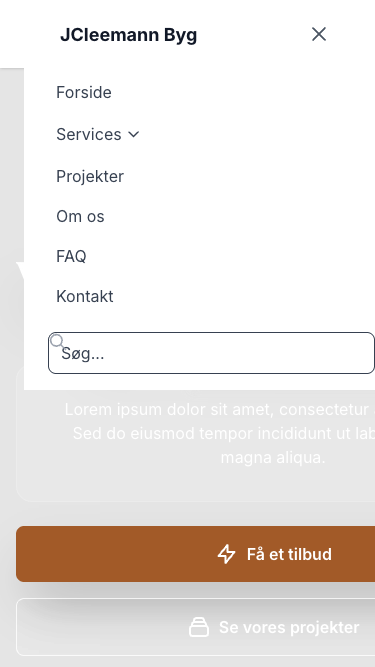 JCleemann Byg
Forside
Services
Projekter
Om os
FAQ
Kontakt
Søg...
Lorem ipsum dolor sit amet, consectetur
Sed do eiusmod tempor incididunt ut lab
magna aliqua.
Få et tilbud
Se vores projekter